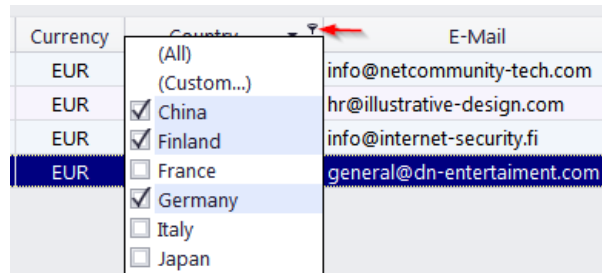 Currency Country E-Mail
(All)
(Custom...)
EUR info@netcommunity-tech.com
China
EUR hr@illustrative-design.com
Finland
EUR info@internet-security.fi
France
EUR general@dn-entertaiment.com
Germany
Italy
Japan